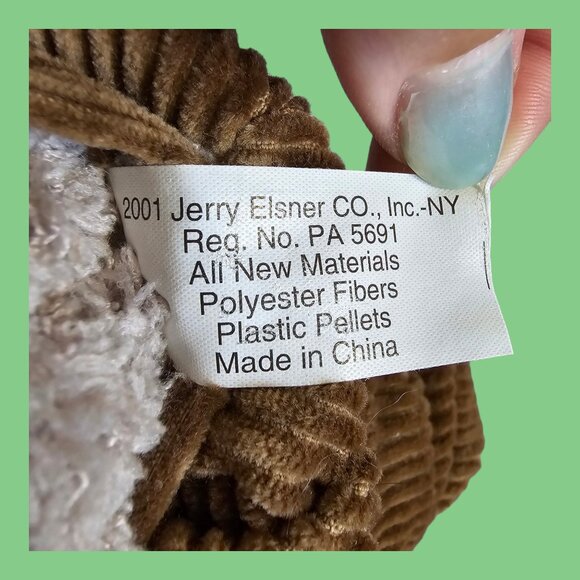 2001 Jerry Elsner CO., Inc.-NY
Reg. No. PA 5691
All New Materials
Polyester Fibers
Plastic Pellets
Made in China